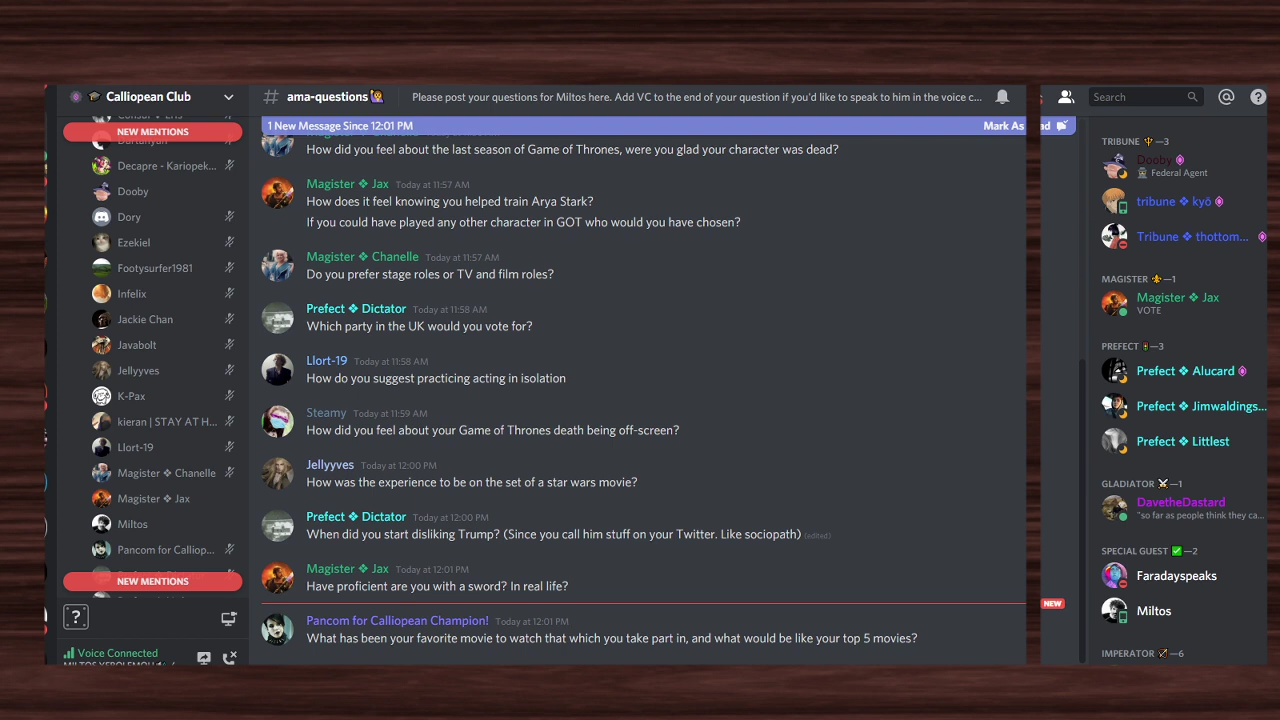 Calliopean Club
NEW MENTIONS
Decapre - Kariopek...
Dooby
Dory
Ezekiel
Footysurfer1981
Infelix
Jackie Chan
Javabolt
Jellyyves
K-Pax
kieran | STAY AT H...
Llort-19
Magister ❖ Chanelle
Magister ❖ Jax
Miltos
Pancom for Calliop...
NEW MENTIONS
Voice Connected
# ama-questions🙋
Please post your questions for Miltos here. Add VC to the end of your question if you'd like to speak to him in the voice c...
Search
1 New Message Since 12:01 PM
Mark As
ad
How did you feel about the last season of Game of Thrones, were you glad your character was dead?
Magister ❖ Jax Today at 11:57 AM
How does it feel knowing you helped train Arya Stark?
If you could have played any other character in GOT who would you have chosen?
Magister ❖ Chanelle Today at 11:57 AM
Do you prefer stage roles or TV and film roles?
Prefect ❖ Dictator Today at 11:58 AM
Which party in the UK would you vote for?
Llort-19 Today at 11:58 AM
How do you suggest practicing acting in isolation
Steamy Today at 11:59 AM
How did you feel about your Game of Thrones death being off-screen?
Jellyyves Today at 12:00 PM
How was the experience to be on the set of a star wars movie?
Prefect ❖ Dictator Today at 12:00 PM
When did you start disliking Trump? (Since you call him stuff on your Twitter. Like sociopath) (edited)
Magister ❖ Jax Today at 12:01 PM
Have proficient are you with a sword? In real life?
NEW
Pancom for Calliopean Champion! Today at 12:01 PM
What has been your favorite movie to watch that which you take part in, and what would be like your top 5 movies?
TRIBUNE —3
Dooby
Federal Agent
tribune ❖ kyō
Tribune ❖ thottom...
MAGISTER —1
Magister ❖ Jax
VOTE
PREFECT —3
Prefect ❖ Alucard
Prefect ❖ Jimwaldings...
Prefect ❖ Littlest
GLADIATOR —1
DavetheDastard
"so far as people think they ca...
SPECIAL GUEST —2
Faradayspeaks
Miltos
IMPERATOR —6